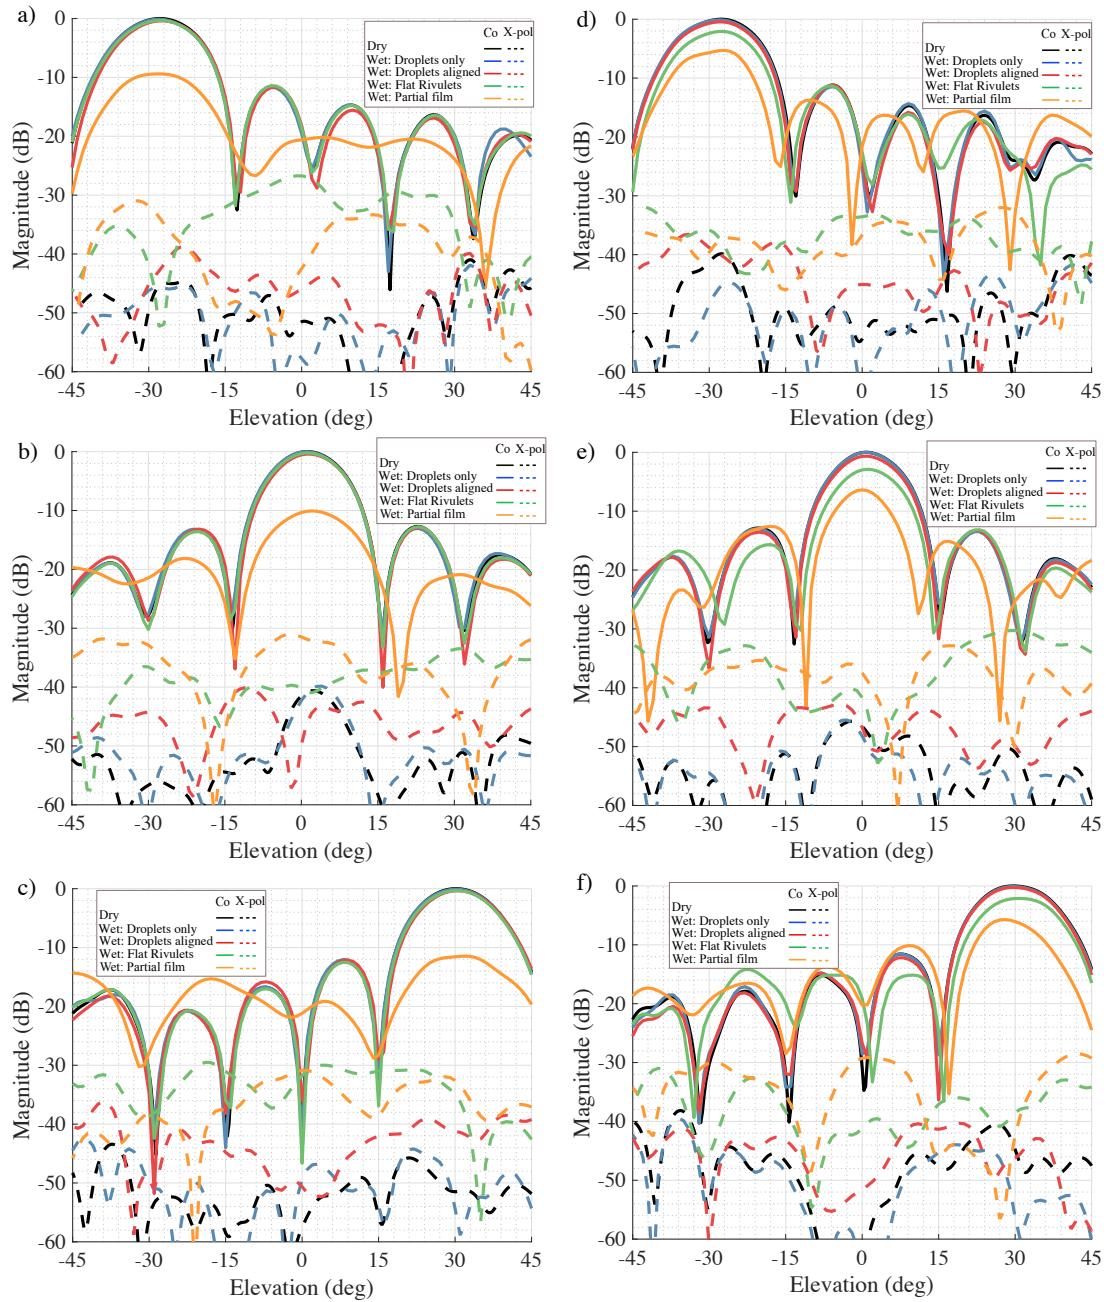 a)
0
-10
-20
-30
-40
-50
-60
Magnitude (dB)
-45 -30 -15 0 15 30 45
Elevation (deg)
Co X-pol
Dry
Wet: Droplets only
Wet: Droplets aligned
Wet: Flat Rivulets
Wet: Partial film
d)
0
-10
-20
-30
-40
-50
-60
Magnitude (dB)
-45 -30 -15 0 15 30 45
Elevation (deg)
Co X-pol
Dry
Wet: Droplets only
Wet: Droplets aligned
Wet: Flat Rivulets
Wet: Partial film
b)
0
-10
-20
-30
-40
-50
-60
Magnitude (dB)
-45 -30 -15 0 15 30 45
Elevation (deg)
Co X-pol
Dry
Wet: Droplets only
Wet: Droplets aligned
Wet: Flat Rivulets
Wet: Partial film
e)
0
-10
-20
-30
-40
-50
-60
Magnitude (dB)
-45 -30 -15 0 15 30 45
Elevation (deg)
Co X-pol
Dry
Wet: Droplets only
Wet: Droplets aligned
Wet: Flat Rivulets
Wet: Partial film
c)
0
-10
-20
-30
-40
-50
-60
Magnitude (dB)
-45 -30 -15 0 15 30 45
Elevation (deg)
Co X-pol
Dry
Wet: Droplets only
Wet: Droplets aligned
Wet: Flat Rivulets
Wet: Partial film
f)
0
-10
-20
-30
-40
-50
-60
Magnitude (dB)
-45 -30 -15 0 15 30 45
Elevation (deg)
Co X-pol
Dry
Wet: Droplets only
Wet: Droplets aligned
Wet: Flat Rivulets
Wet: Partial film